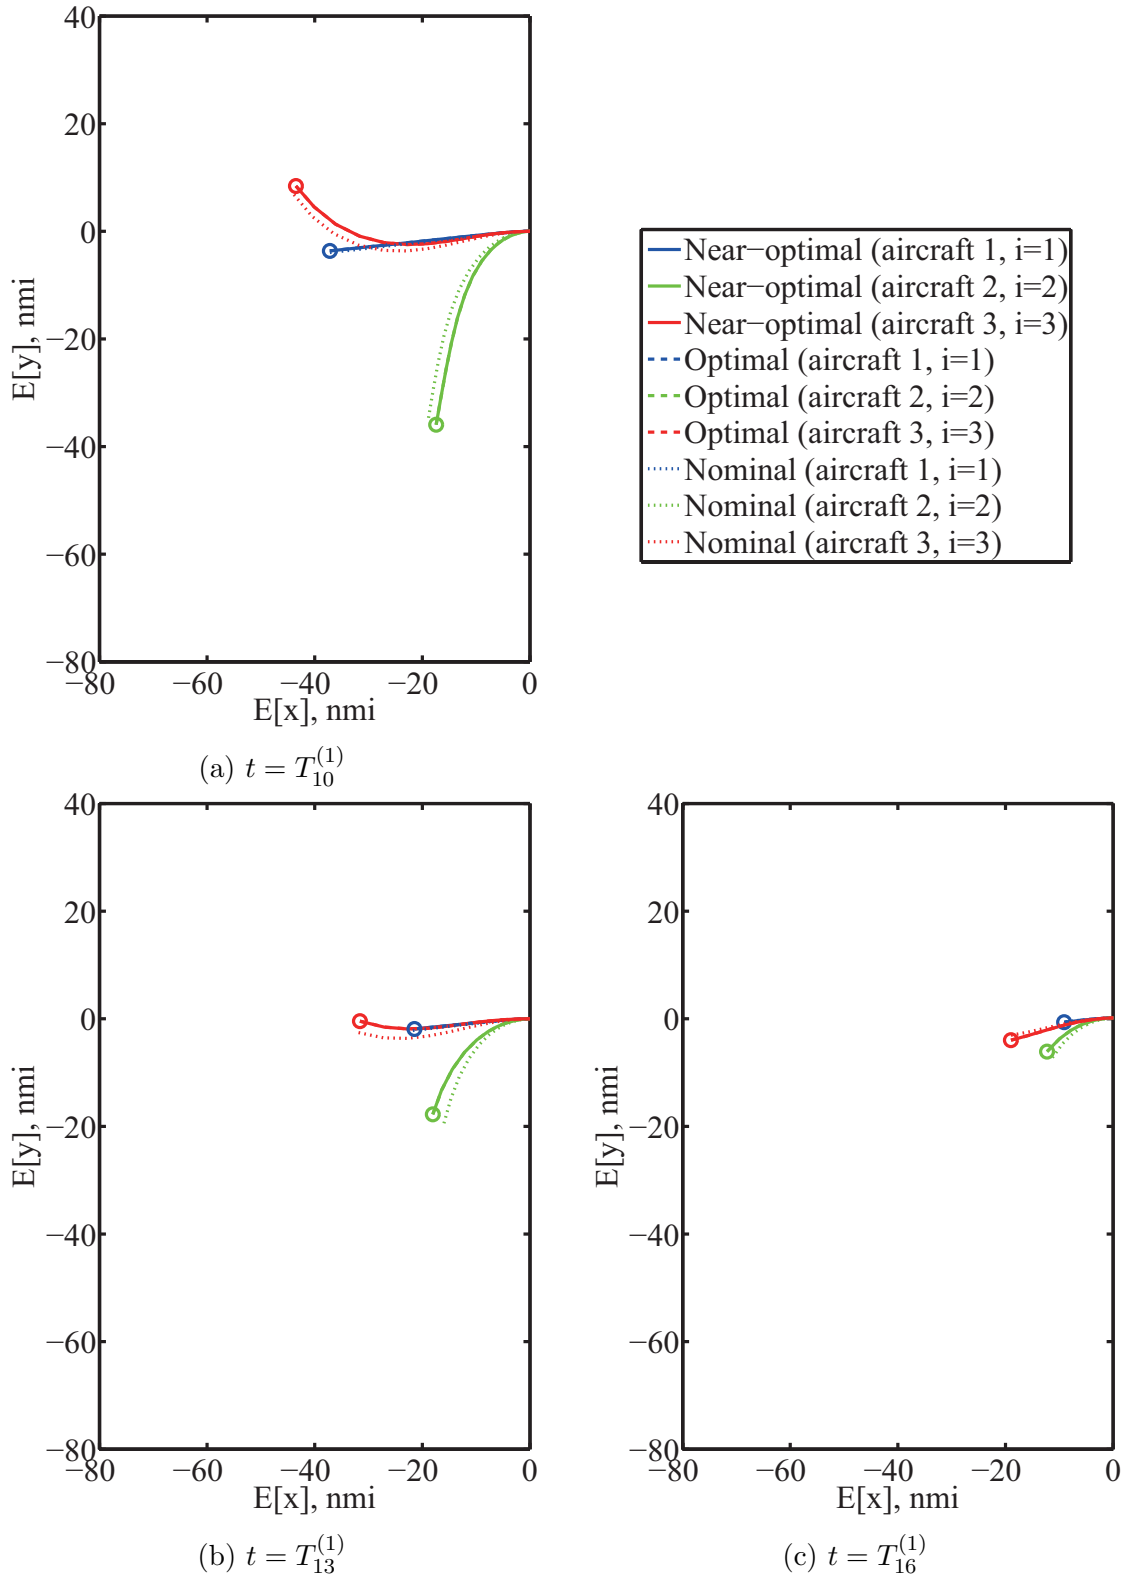 40
20
0
−20
−40
−60
−80
−80 −60 −40 −20 0
E[y], nmi
E[x], nmi
(a) t = T_{10}^{(1)}
Near−optimal (aircraft 1, i=1)
Near−optimal (aircraft 2, i=2)
Near−optimal (aircraft 3, i=3)
Optimal (aircraft 1, i=1)
Optimal (aircraft 2, i=2)
Optimal (aircraft 3, i=3)
Nominal (aircraft 1, i=1)
Nominal (aircraft 2, i=2)
Nominal (aircraft 3, i=3)
40
20
0
−20
−40
−60
−80
−80 −60 −40 −20 0
E[y], nmi
E[x], nmi
(b) t = T_{13}^{(1)}
40
20
0
−20
−40
−60
−80
−80 −60 −40 −20 0
E[y], nmi
E[x], nmi
(c) t = T_{16}^{(1)}